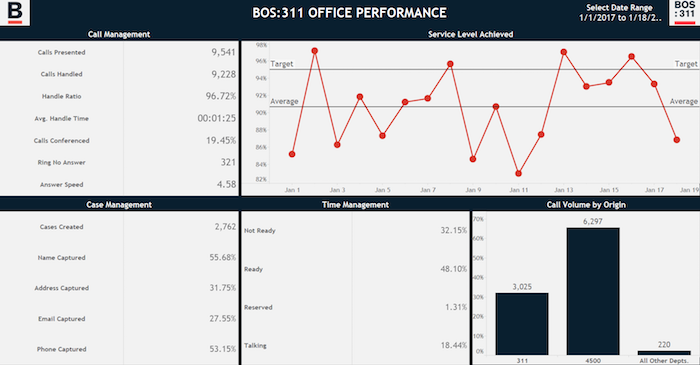 B
BOS:311 OFFICE PERFORMANCE
Select Date Range
1/1/2017 to 1/18/2..
BOS
:311
Call Management
Calls Presented 9,541
Calls Handled 9,228
Handle Ratio 96.72%
Avg. Handle Time 00:01:25
Calls Conferenced 19.45%
Ring No Answer 321
Answer Speed 4.58
Service Level Achieved
98%
96%
94%
92%
90%
88%
86%
84%
82%
Target Target
Average Average
Jan 1 Jan 3 Jan 5 Jan 7 Jan 9 Jan 11 Jan 13 Jan 15 Jan 17 Jan 19
Case Management
Cases Created 2,762
Name Captured 55.68%
Address Captured 31.75%
Email Captured 27.55%
Phone Captured 53.15%
Time Management
Not Ready 32.15%
Ready 48.10%
Reserved 1.31%
Talking 18.44%
Call Volume by Origin
70%
60%
50%
40%
30%
20%
10%
0%
3,025
6,297
220
311 4500 All Other Depts.